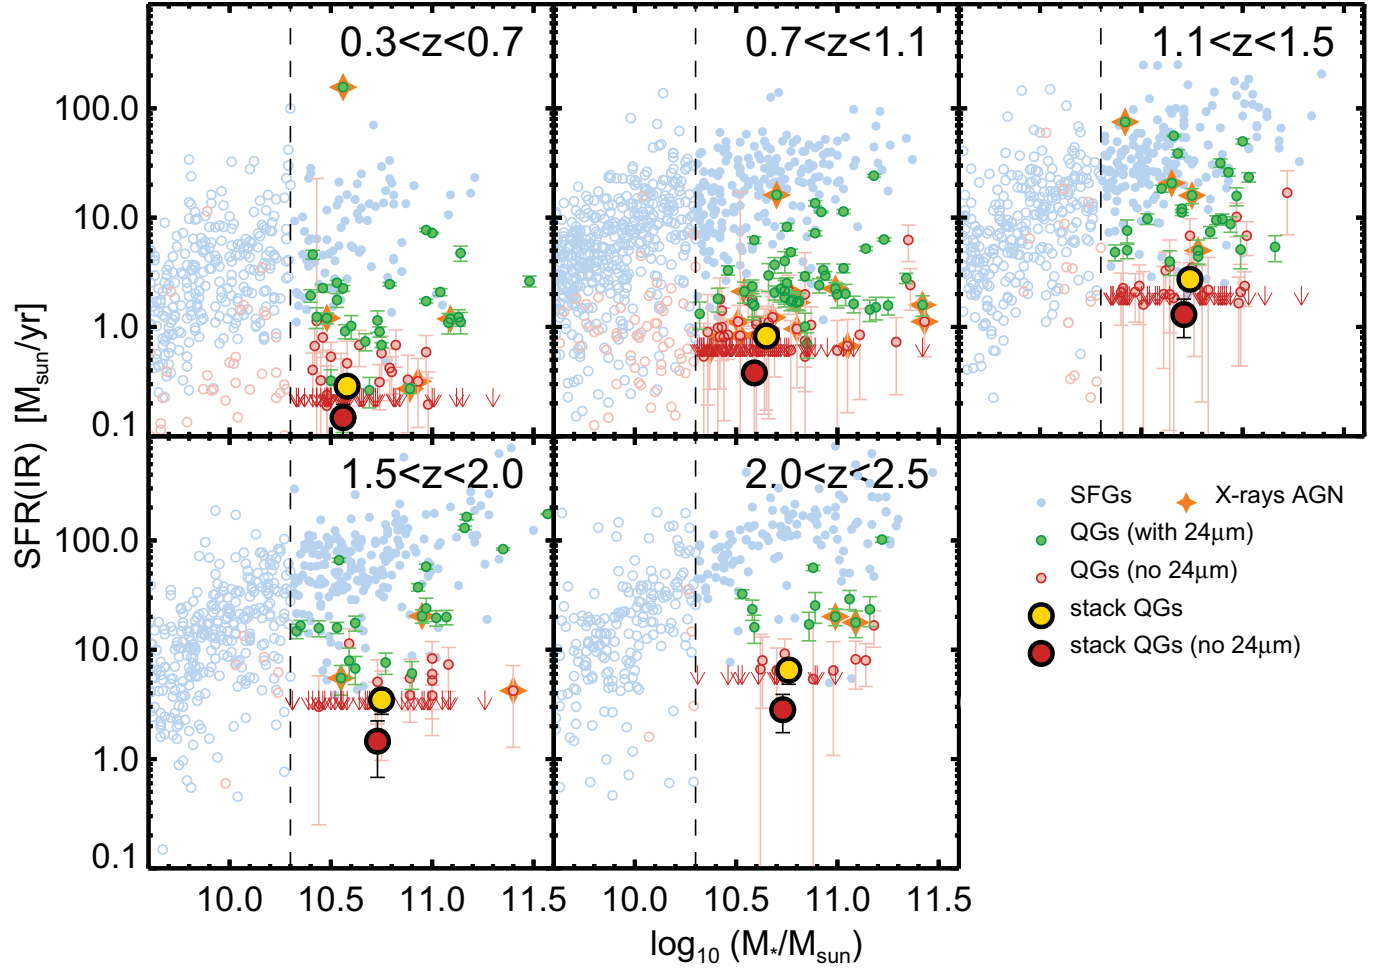 0.3<z<0.7
0.7<z<1.1
1.1<z<1.5
100.0
10.0
1.0
0.1
SFR(IR) [M_sun/yr]
1.5<z<2.0
2.0<z<2.5
100.0
10.0
1.0
0.1
SFGs
X-rays AGN
QGs (with 24μm)
QGs (no 24μm)
stack QGs
stack QGs (no 24μm)
10.0 10.5 11.0 11.5
10.0 10.5 11.0 11.5
log₁₀ (M_*/M_sun)